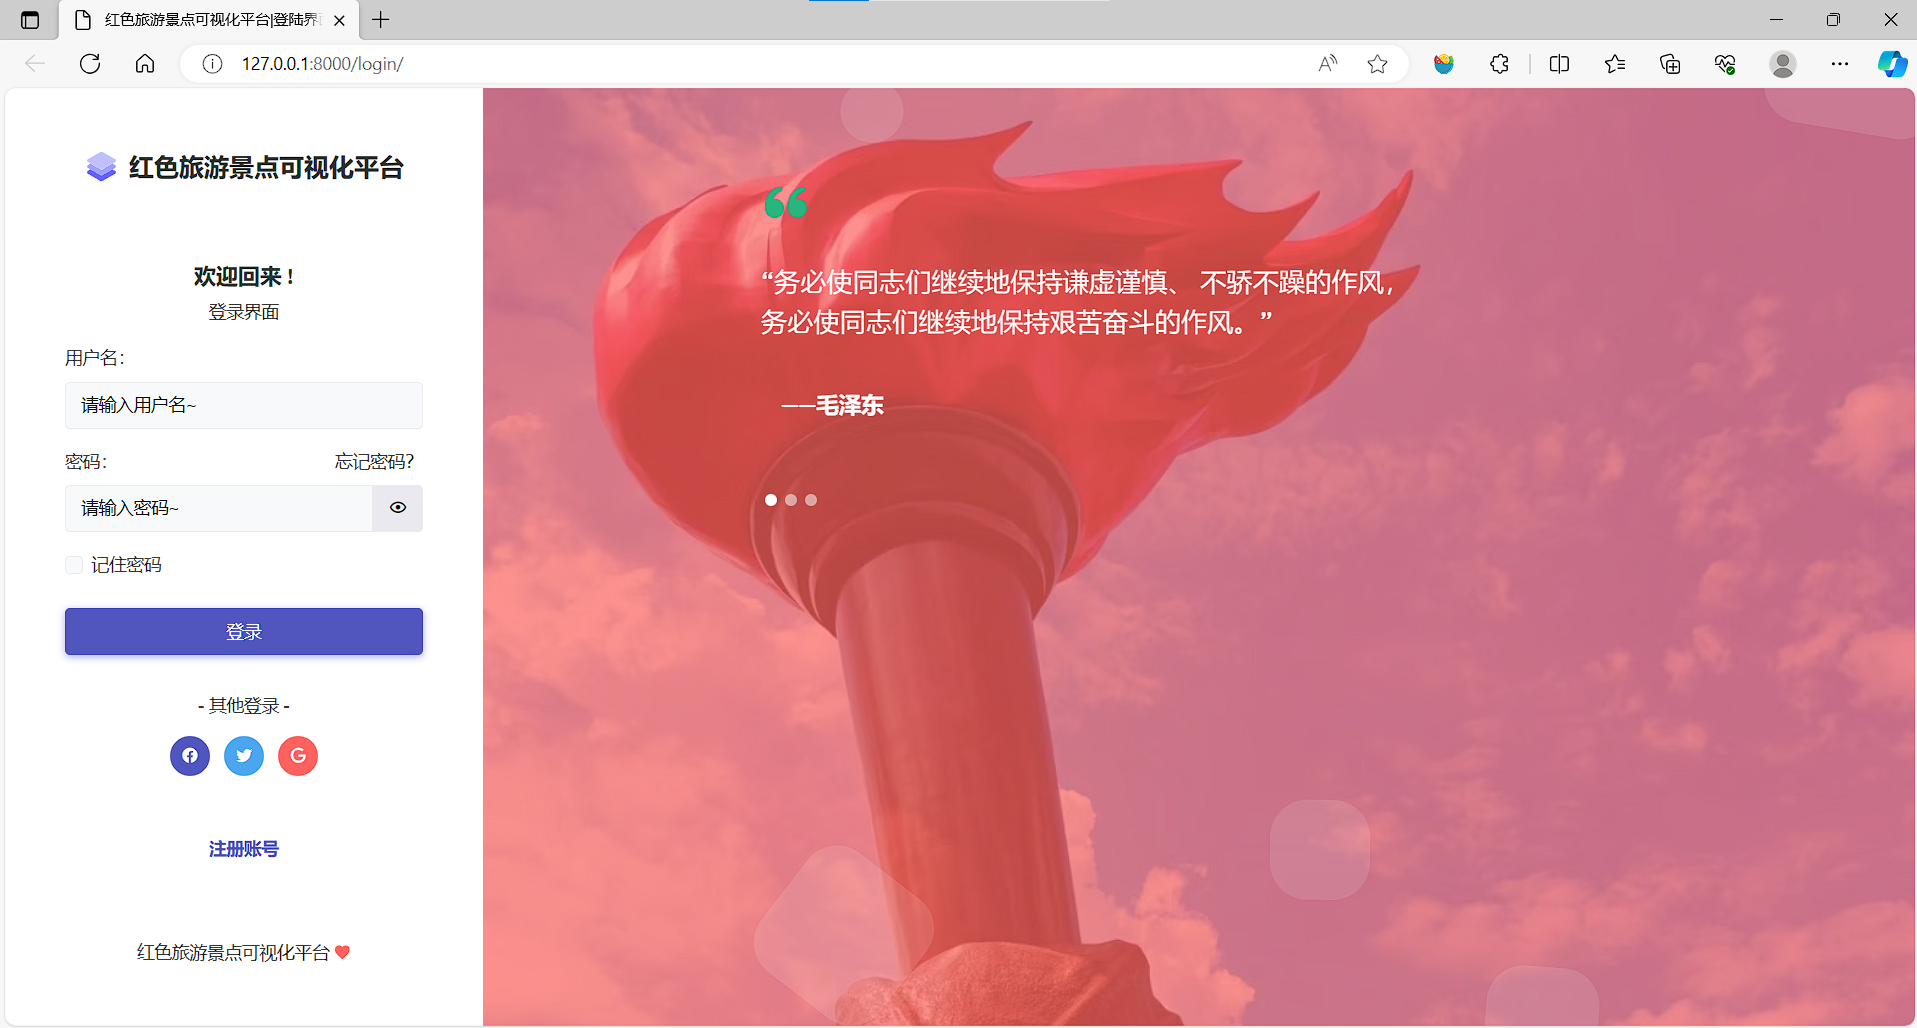 红色旅游景点可视化平台|登陆界
127.0.0.1:8000/login/
红色旅游景点可视化平台
欢迎回来！
登录界面
用户名：
请输入用户名~
密码：
忘记密码?
请输入密码~
记住密码
登录
- 其他登录 -
注册账号
红色旅游景点可视化平台
“务必使同志们继续地保持谦虚谨慎、 不骄不躁的作风，
务必使同志们继续地保持艰苦奋斗的作风。”
——毛泽东